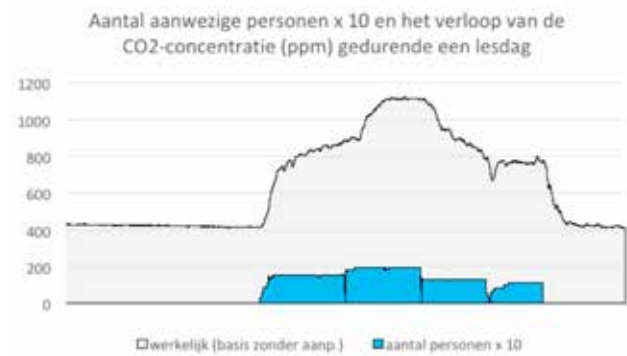 Aantal aanwezige personen x 10 en het verloop van de
CO2-concentratie (ppm) gedurende een lesdag
1200
1000
800
600
400
200
0
werkelijk (basis zonder aanp.) aantal personen x 10